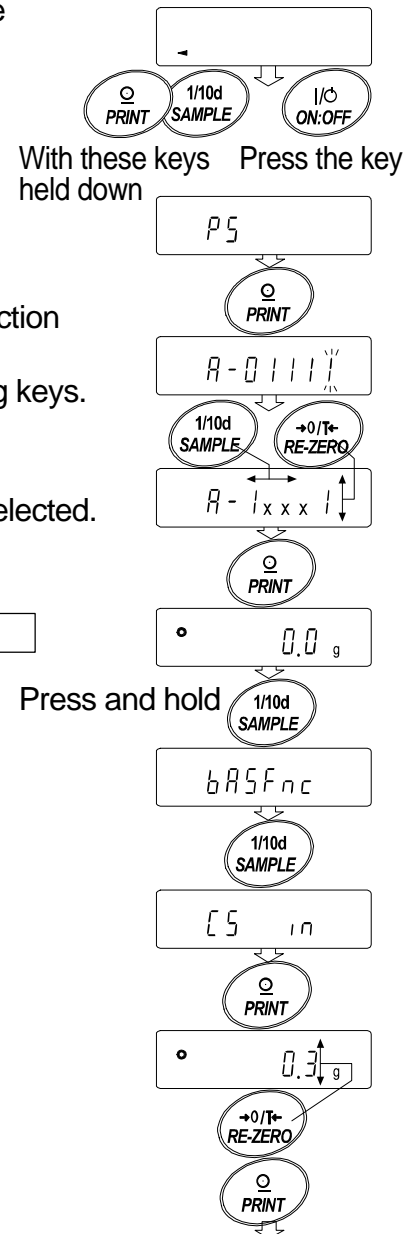 e
PRINT
1/10d
SAMPLE
ON:OFF
With these keys
held down
Press the key
PS
PRINT
ction
A-01111
g keys.
1/10d
SAMPLE
→0/T←
RE-ZERO
elected.
A-1xxx1
PRINT
0.0 g
Press and hold
1/10d
SAMPLE
bASFnc
1/10d
SAMPLE
CS in
PRINT
0.3 g
→0/T←
RE-ZERO
PRINT